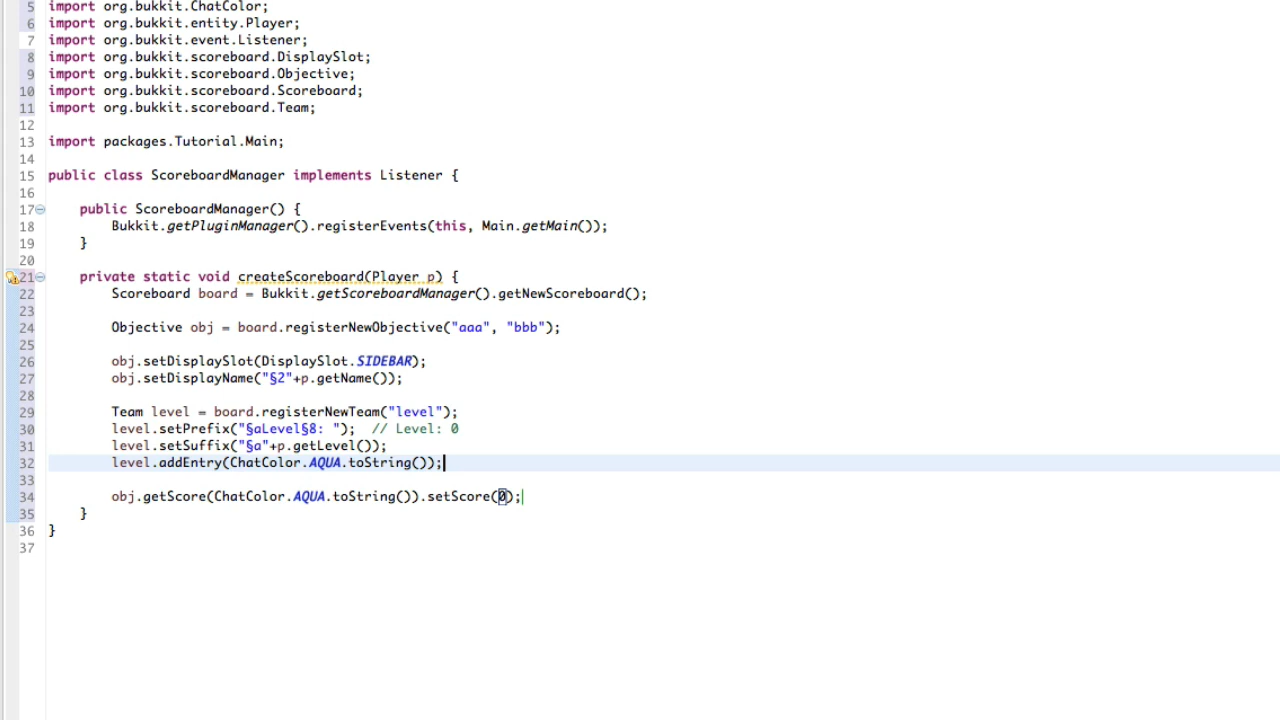 5 import org.bukkit.ChatColor;
6 import org.bukkit.entity.Player;
7 import org.bukkit.event.Listener;
8 import org.bukkit.scoreboard.DisplaySlot;
9 import org.bukkit.scoreboard.Objective;
10 import org.bukkit.scoreboard.Scoreboard;
11 import org.bukkit.scoreboard.Team;
12
13 import packages.Tutorial.Main;
14
15 public class ScoreboardManager implements Listener {
16
17 public ScoreboardManager() {
18 Bukkit.getPluginManager().registerEvents(this, Main.getMain());
19 }
20
21 private static void createScoreboard(Player p) {
22 Scoreboard board = Bukkit.getScoreboardManager().getNewScoreboard();
23
24 Objective obj = board.registerNewObjective("aaa", "bbb");
25
26 obj.setDisplaySlot(DisplaySlot.SIDEBAR);
27 obj.setDisplayName("§2"+p.getName());
28
29 Team level = board.registerNewTeam("level");
30 level.setPrefix("§aLevel§8: "); // Level: 0
31 level.setSuffix("§a"+p.getLevel());
32 level.addEntry(ChatColor.AQUA.toString());
33
34 obj.getScore(ChatColor.AQUA.toString()).setScore(0);
35 }
36 }
37